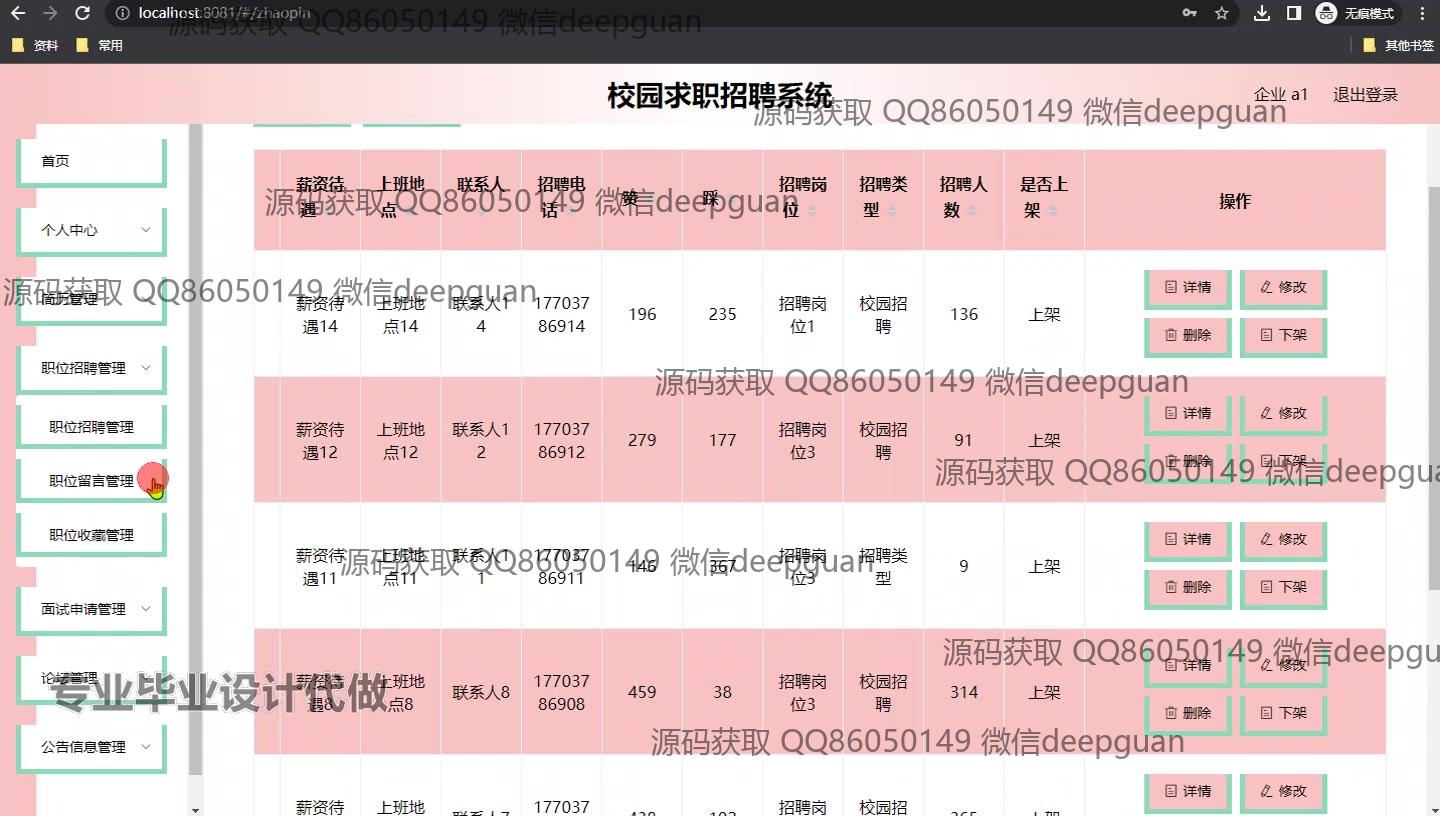 localhost:8081/#/zhaopin
无痕模式
资料
常用
其他书签
源码获取 QQ86050149 微信deepguan
校园求职招聘系统
企业 a1
退出登录
源码获取 QQ86050149 微信deepguan
首页
个人中心
简历管理
职位招聘管理
职位招聘管理
职位留言管理
职位收藏管理
面试申请管理
论坛管理
公告信息管理
薪资待遇 上班地点 联系人 招聘电话 赞 踩 招聘岗位 招聘类型 招聘人数 是否上架 操作
源码获取 QQ86050149 微信deepguan
源码获取 QQ86050149 微信deepguan
薪资待遇14 上班地点14 联系人14 17703786914 196 235 招聘岗位1 校园招聘 136 上架
详情 修改
删除 下架
源码获取 QQ86050149 微信deepguan
薪资待遇12 上班地点12 联系人12 17703786912 279 177 招聘岗位3 校园招聘 91 上架
详情 修改
删除 下架
源码获取 QQ86050149 微信deepgua
薪资待遇11 上班地点11 联系人11 17703786911 146 367 招聘岗位3 招聘类型 9 上架
详情 修改
删除 下架
源码获取 QQ86050149 微信deepguan
源码获取 QQ86050149 微信deepgu
薪资待遇8 上班地点8 联系人8 17703786908 459 38 招聘岗位3 校园招聘 314 上架
详情 修改
删除 下架
专业毕业设计代做
源码获取 QQ86050149 微信deepguan
薪资待 上班地 177037 招聘岗 校园招
详情 修改